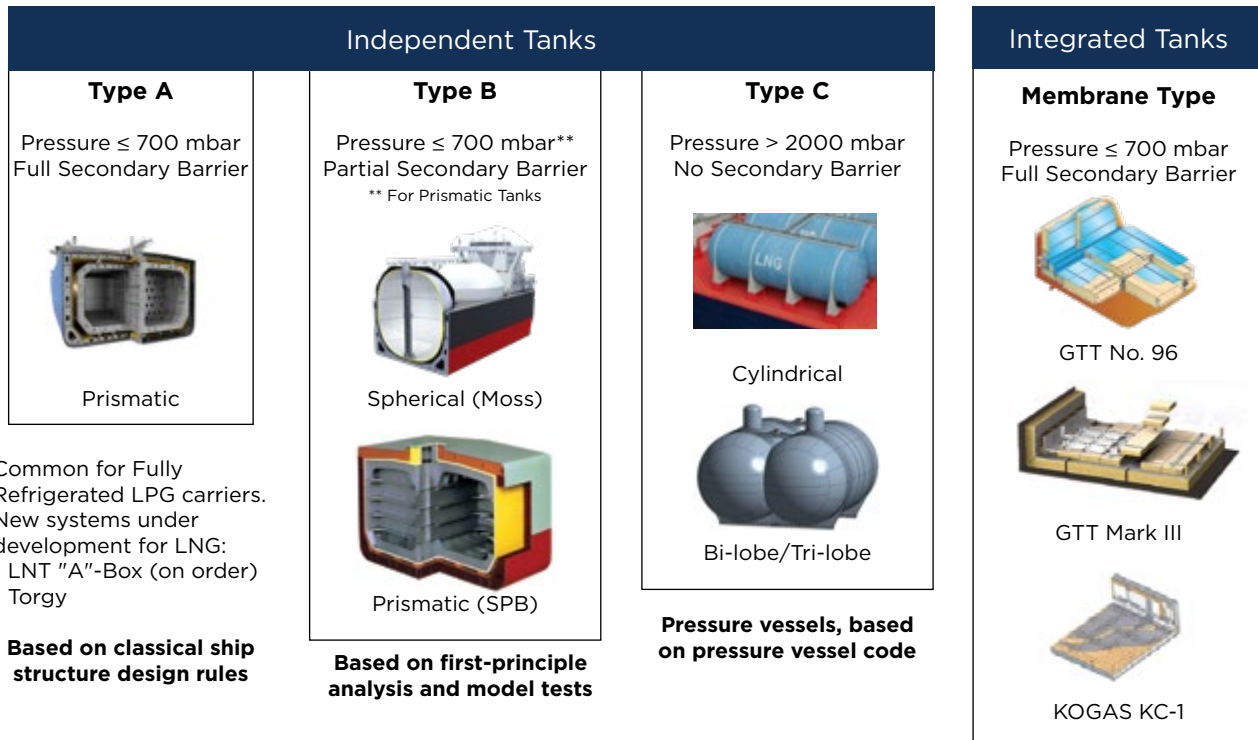 Independent Tanks
Type A
Pressure ≤ 700 mbar
Full Secondary Barrier
Prismatic
Common for Fully
Refrigerated LPG carriers.
New systems under
development for LNG:
LNT "A"-Box (on order)
Torgy
Based on classical ship
structure design rules
Type B
Pressure ≤ 700 mbar**
Partial Secondary Barrier
** For Prismatic Tanks
Spherical (Moss)
Prismatic (SPB)
Based on first-principle
analysis and model tests
Type C
Pressure > 2000 mbar
No Secondary Barrier
LNG
Cylindrical
Bi-lobe/Tri-lobe
Pressure vessels, based
on pressure vessel code
Integrated Tanks
Membrane Type
Pressure ≤ 700 mbar
Full Secondary Barrier
GTT No. 96
GTT Mark III
KOGAS KC-1